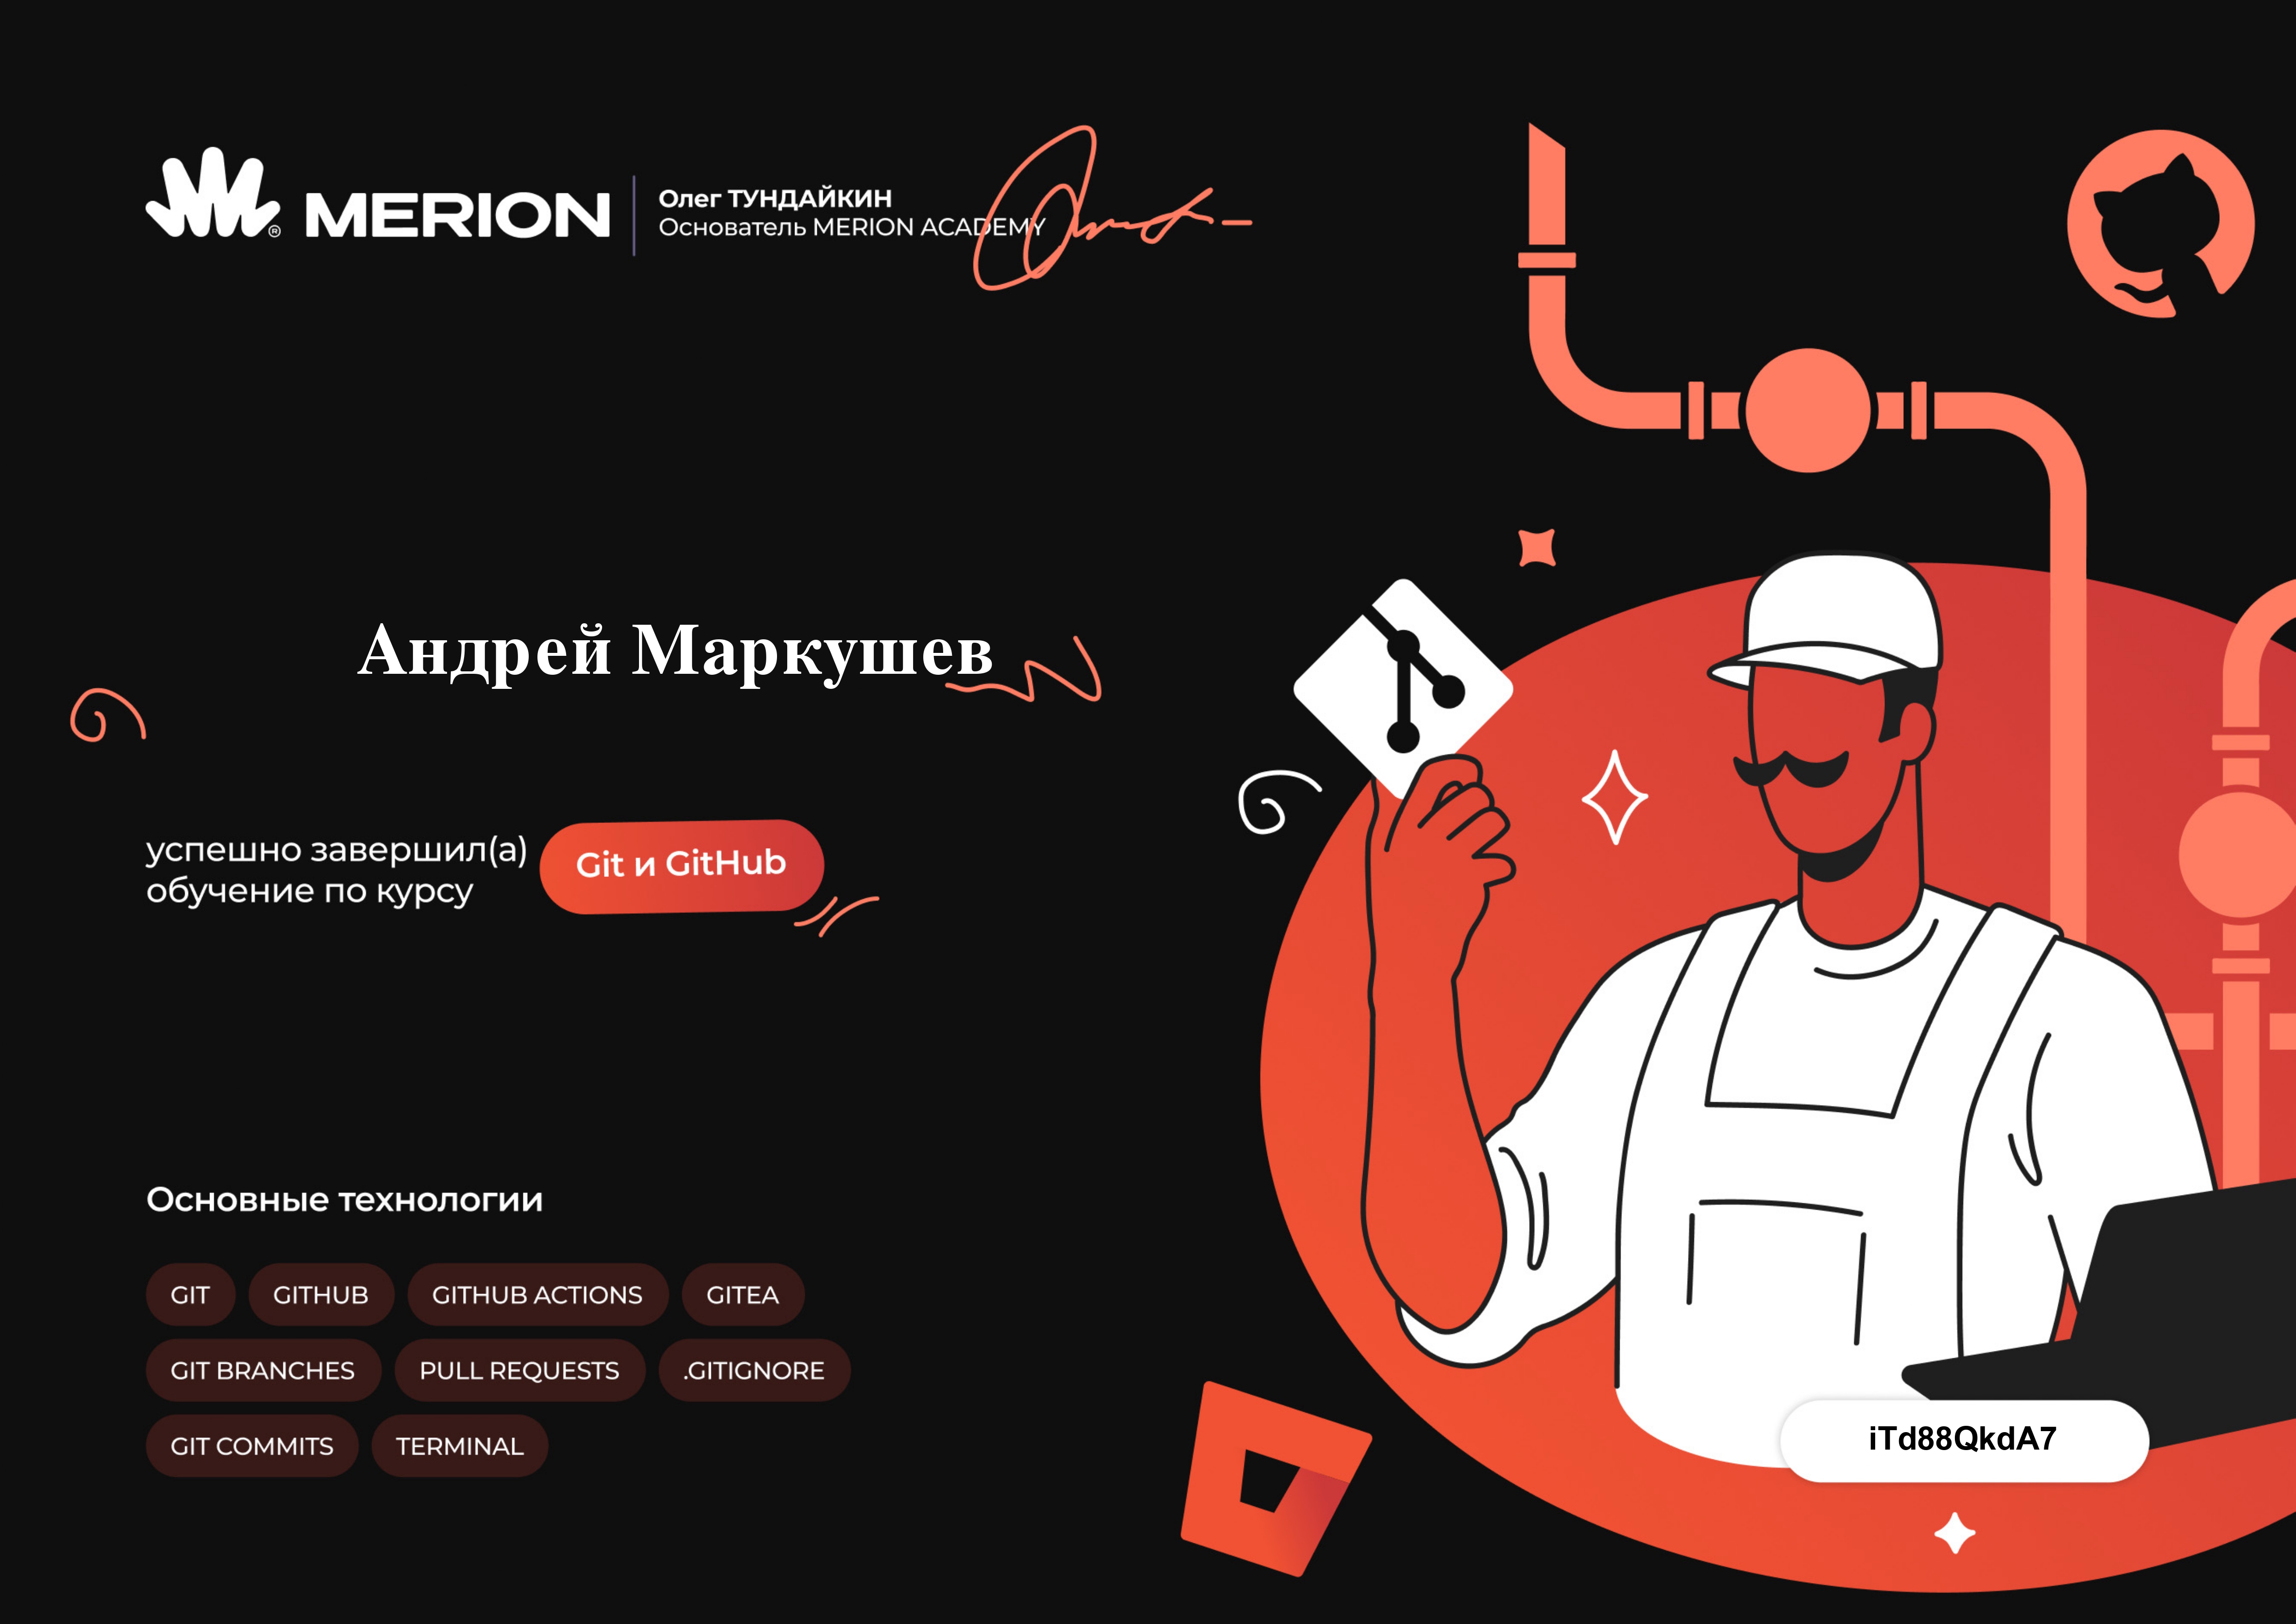 MERION
Олег ТУНДАЙКИН
Основатель MERION ACADEMY
Андрей Маркушев
успешно завершил(а)
обучение по курсу
Git и GitHub
Основные технологии
GIT
GITHUB
GITHUB ACTIONS
GITEA
GIT BRANCHES
PULL REQUESTS
.GITIGNORE
GIT COMMITS
TERMINAL
iTd88QkdA7